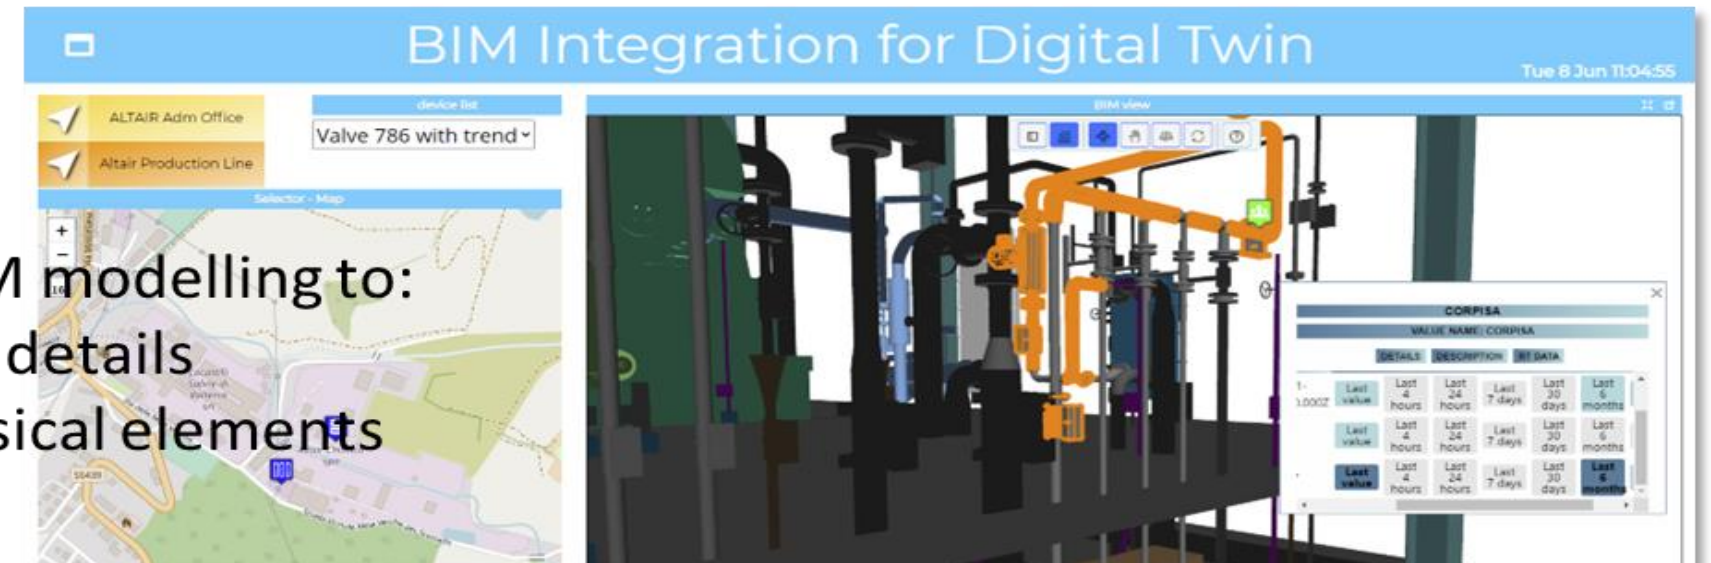 BIM Integration for Digital Twin
Tue 8 Jun 11:04:55
ALTAIR Adm Office
Altair Production Line
device list
Valve 786 with trend
Selector - Map
+
-
M modelling to:
details
sical elements
BIM view
CORPISA
VALUE NAME: CORPISA
DETAILS DESCRIPTION RT DATA
Last value Last 4 hours Last 24 hours Last 7 days Last 30 days Last 6 months
Last value Last 4 hours Last 24 hours Last 7 days Last 30 days Last 6 months
Last value Last 4 hours Last 24 hours Last 7 days Last 30 days Last 6 months